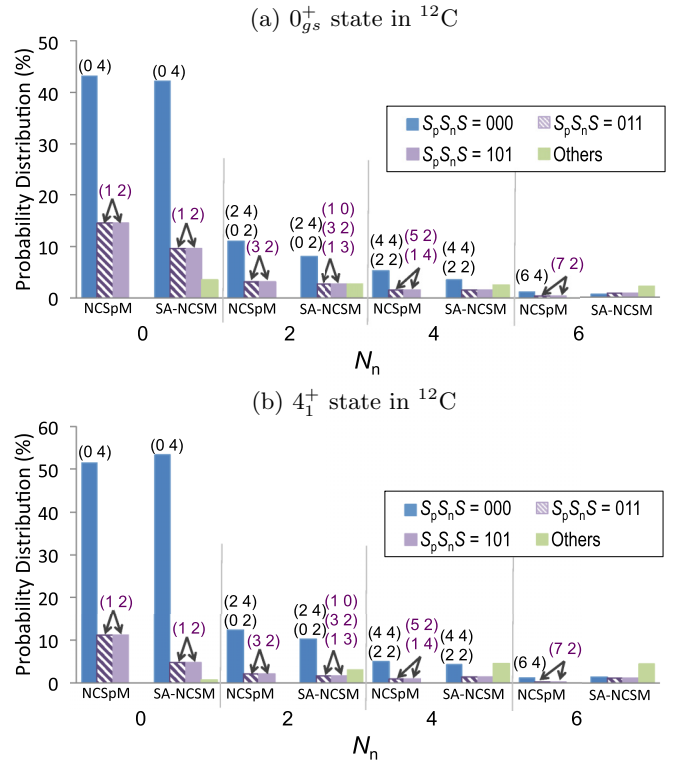 (a) 0⁺gs state in ¹²C
Probability Distribution (%)
50
40
30
20
10
0
(0 4)
(1 2)
(0 4)
(1 2)
(2 4)
(0 2)
(3 2)
(2 4)
(0 2)
(1 0)
(3 2)
(1 3)
(4 4)
(2 2)
(5 2)
(1 4)
(4 4)
(2 2)
(6 4)
(7 2)
SpSnS = 000
SpSnS = 011
SpSnS = 101
Others
NCSpM SA-NCSM NCSpM SA-NCSM NCSpM SA-NCSM NCSpM SA-NCSM
0 2 4 6
Nn
(b) 4⁺1 state in ¹²C
Probability Distribution (%)
60
50
40
30
20
10
0
(0 4)
(1 2)
(0 4)
(1 2)
(2 4)
(0 2)
(3 2)
(2 4)
(0 2)
(1 0)
(3 2)
(1 3)
(4 4)
(2 2)
(5 2)
(1 4)
(4 4)
(2 2)
(6 4)
(7 2)
SpSnS = 000
SpSnS = 011
SpSnS = 101
Others
NCSpM SA-NCSM NCSpM SA-NCSM NCSpM SA-NCSM NCSpM SA-NCSM
0 2 4 6
Nn